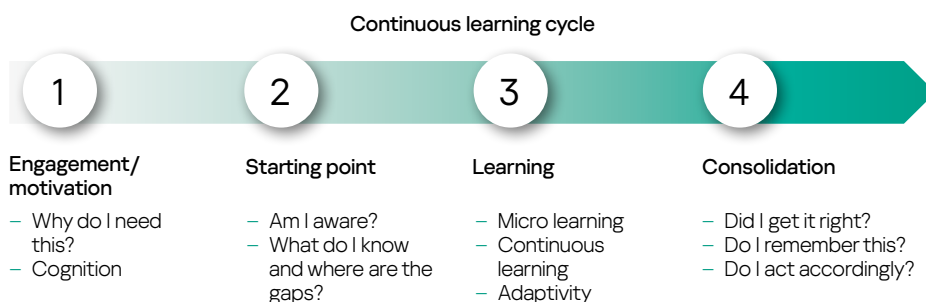 Continuous learning cycle
1
2
3
4
Engagement/
motivation
– Why do I need
this?
– Cognition
Starting point
– Am I aware?
– What do I know
and where are the
gaps?
Learning
– Micro learning
– Continuous
learning
– Adaptivity
Consolidation
– Did I get it right?
– Do I remember this?
– Do I act accordingly?